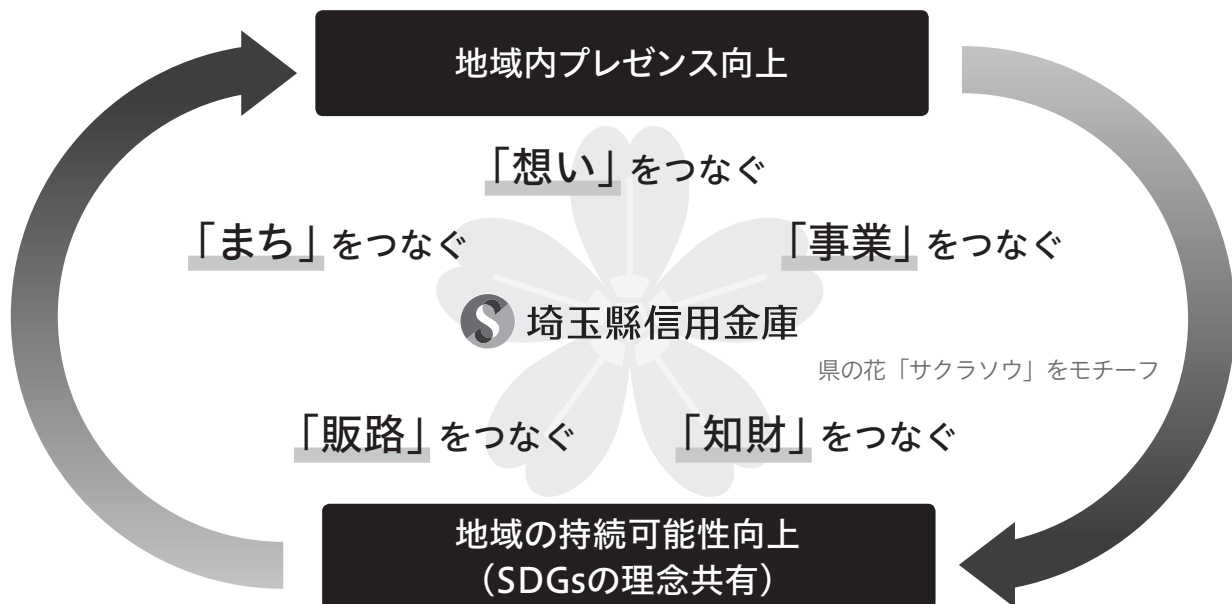 地域内プレゼンス向上
「想い」をつなぐ
「まち」をつなぐ
「事業」をつなぐ
埼玉縣信用金庫
県の花「サクラソウ」をモチーフ
「販路」をつなぐ
「知財」をつなぐ
地域の持続可能性向上
（SDGsの理念共有）